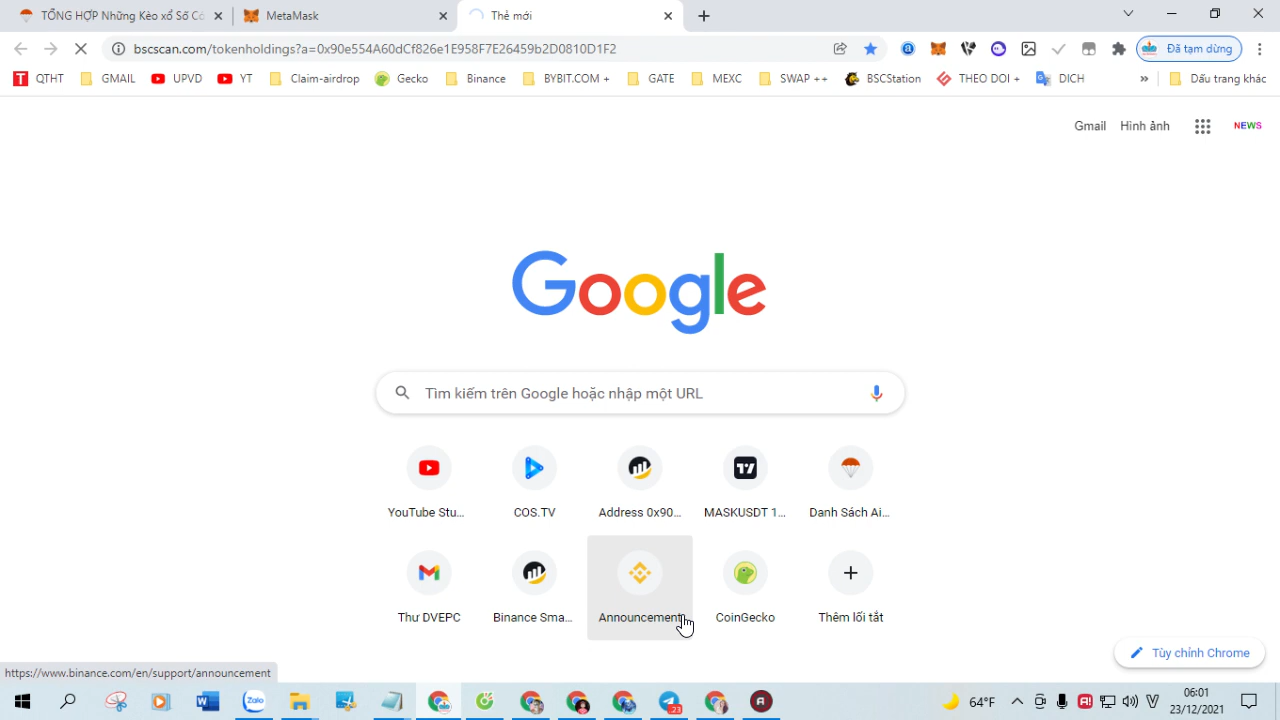 TỔNG HỢP Những Kèo xổ Số Có
MetaMask
Thẻ mới
bscscan.com/tokenholdings?a=0x90e554A60dCf826e1E958F7E26459b2D0810D1F2
Đã tạm dừng
QTHT
GMAIL
UPVD
YT
Claim-airdrop
Gecko
Binance
BYBIT.COM +
GATE
MEXC
SWAP ++
BSCStation
THEO DOI +
DICH
»
Dấu trang khác
Gmail
Hình ảnh
NEWS
Google
Tìm kiếm trên Google hoặc nhập một URL
YouTube Stu...
COS.TV
Address 0x90...
MASKUSDT 1...
Danh Sách Ai...
Thư DVEPC
Binance Sma...
Announcement
CoinGecko
Thêm lối tắt
Tùy chỉnh Chrome
https://www.binance.com/en/support/announcement
Zalo
23
64°F
06:01
23/12/2021